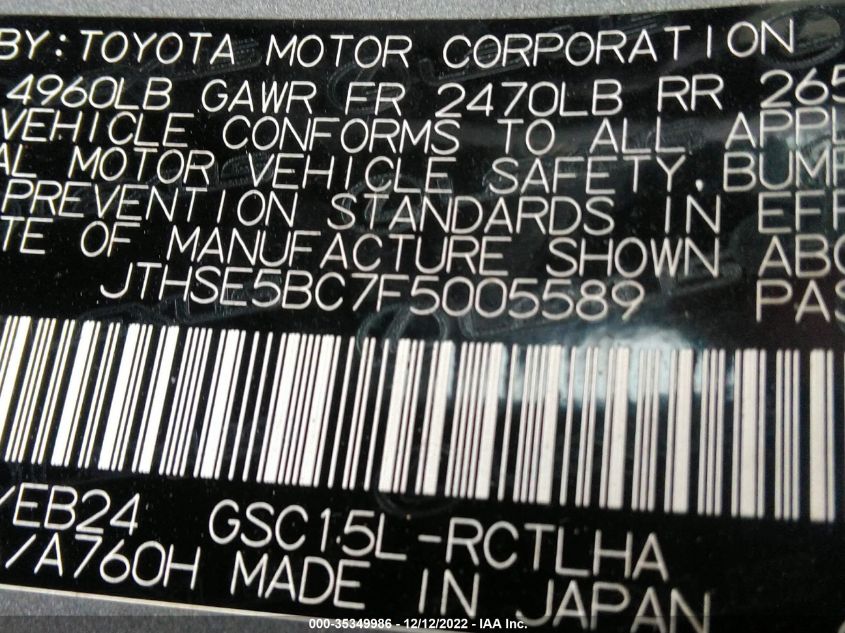 BY: TOYOTA MOTOR CORPORATION
4960LB GAWR FR 2470LB RR 265
VEHICLE CONFORMS TO ALL APPL
AL MOTOR VEHICLE SAFETY, BUMP
PREVENTION STANDARDS IN EFF
TE OF MANUFACTURE SHOWN ABO
JTHSE5BC7F5005589 PAS
/EB24 GSC15L-RCTLHA
/A760H MADE IN JAPAN
000-35349986 - 12/12/2022 - IAA Inc.